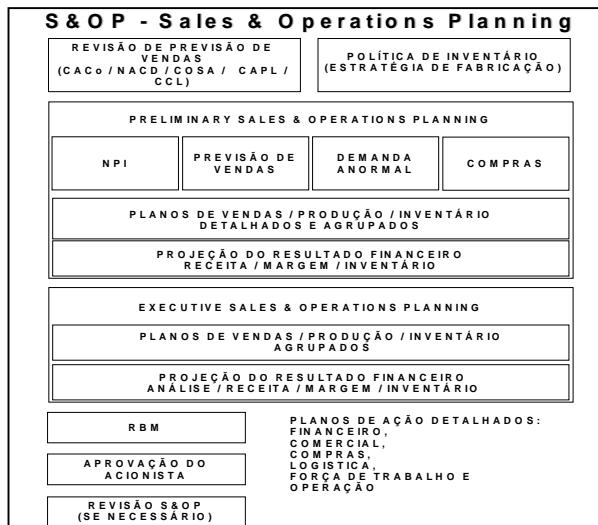 S&OP - Sales & Operations Planning
REVISÃO DE PREVISÃO DE
VENDAS
(CACo / NACD / COSA / CAPL /
CCL)
POLÍTICA DE INVENTÁRIO
(ESTRATÉGIA DE FABRICAÇÃO)
PRELIMINARY SALES & OPERATIONS PLANNING
NPI
PREVISÃO DE
VENDAS
DEMANDA
ANORMAL
COMPRAS
PLANOS DE VENDAS / PRODUÇÃO / INVENTÁRIO
DETALHADOS E AGRUPADOS
PROJEÇÃO DO RESULTADO FINANCEIRO
RECEITA / MARGEM / INVENTÁRIO
EXECUTIVE SALES & OPERATIONS PLANNING
PLANOS DE VENDAS / PRODUÇÃO / INVENTÁRIO
AGRUPADOS
PROJEÇÃO DO RESULTADO FINANCEIRO
ANÁLISE / RECEITA / MARGEM / INVENTÁRIO
RBM
APROVAÇÃO DO
ACIONISTA
REVISÃO S&OP
(SE NECESSÁRIO)
PLANOS DE AÇÃO DETALHADOS:
FINANCEIRO,
COMERCIAL,
COMPRAS,
LOGISTICA,
FORÇA DE TRABALHO E
OPERAÇÃO